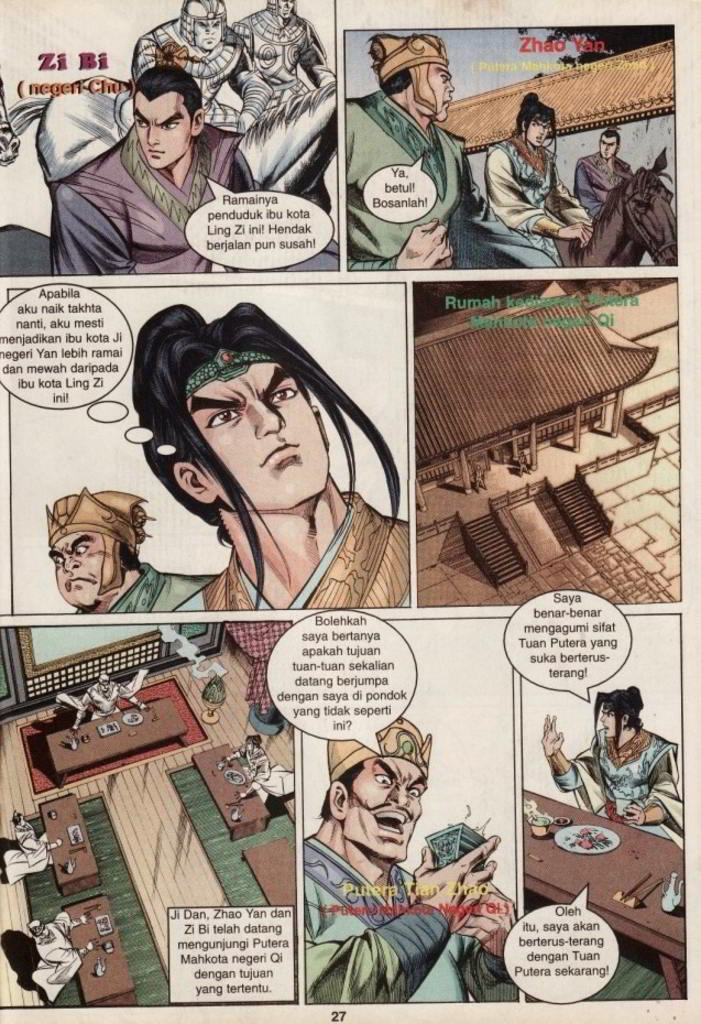 Zi Bi
( negeri Chu )
Ramainya
penduduk ibu kota
Ling Zi ini! Hendak
berjalan pun susah!
Zhao Yan
( Putera Mahkota negeri Zhao )
Ya,
betul!
Bosanlah!
Apabila
aku naik takhta
nanti, aku mesti
menjadikan ibu kota Ji
negeri Yan lebih ramai
dan mewah daripada
ibu kota Ling Zi
ini!
Rumah kediaman Putera
Mahkota negeri Qi
Ji Dan, Zhao Yan dan
Zi Bi telah datang
mengunjungi Putera
Mahkota negeri Qi
dengan tujuan
yang tertentu.
Bolehkah
saya bertanya
apakah tujuan
tuan-tuan sekalian
datang berjumpa
dengan saya di pondok
yang tidak seperti
ini?
Putera Tian Zhao
( Putera Mahkota Negeri Qi )
Saya
benar-benar
mengagumi sifat
Tuan Putera yang
suka berterus-
terang!
Oleh
itu, saya akan
berterus-terang
dengan Tuan
Putera sekarang!
27